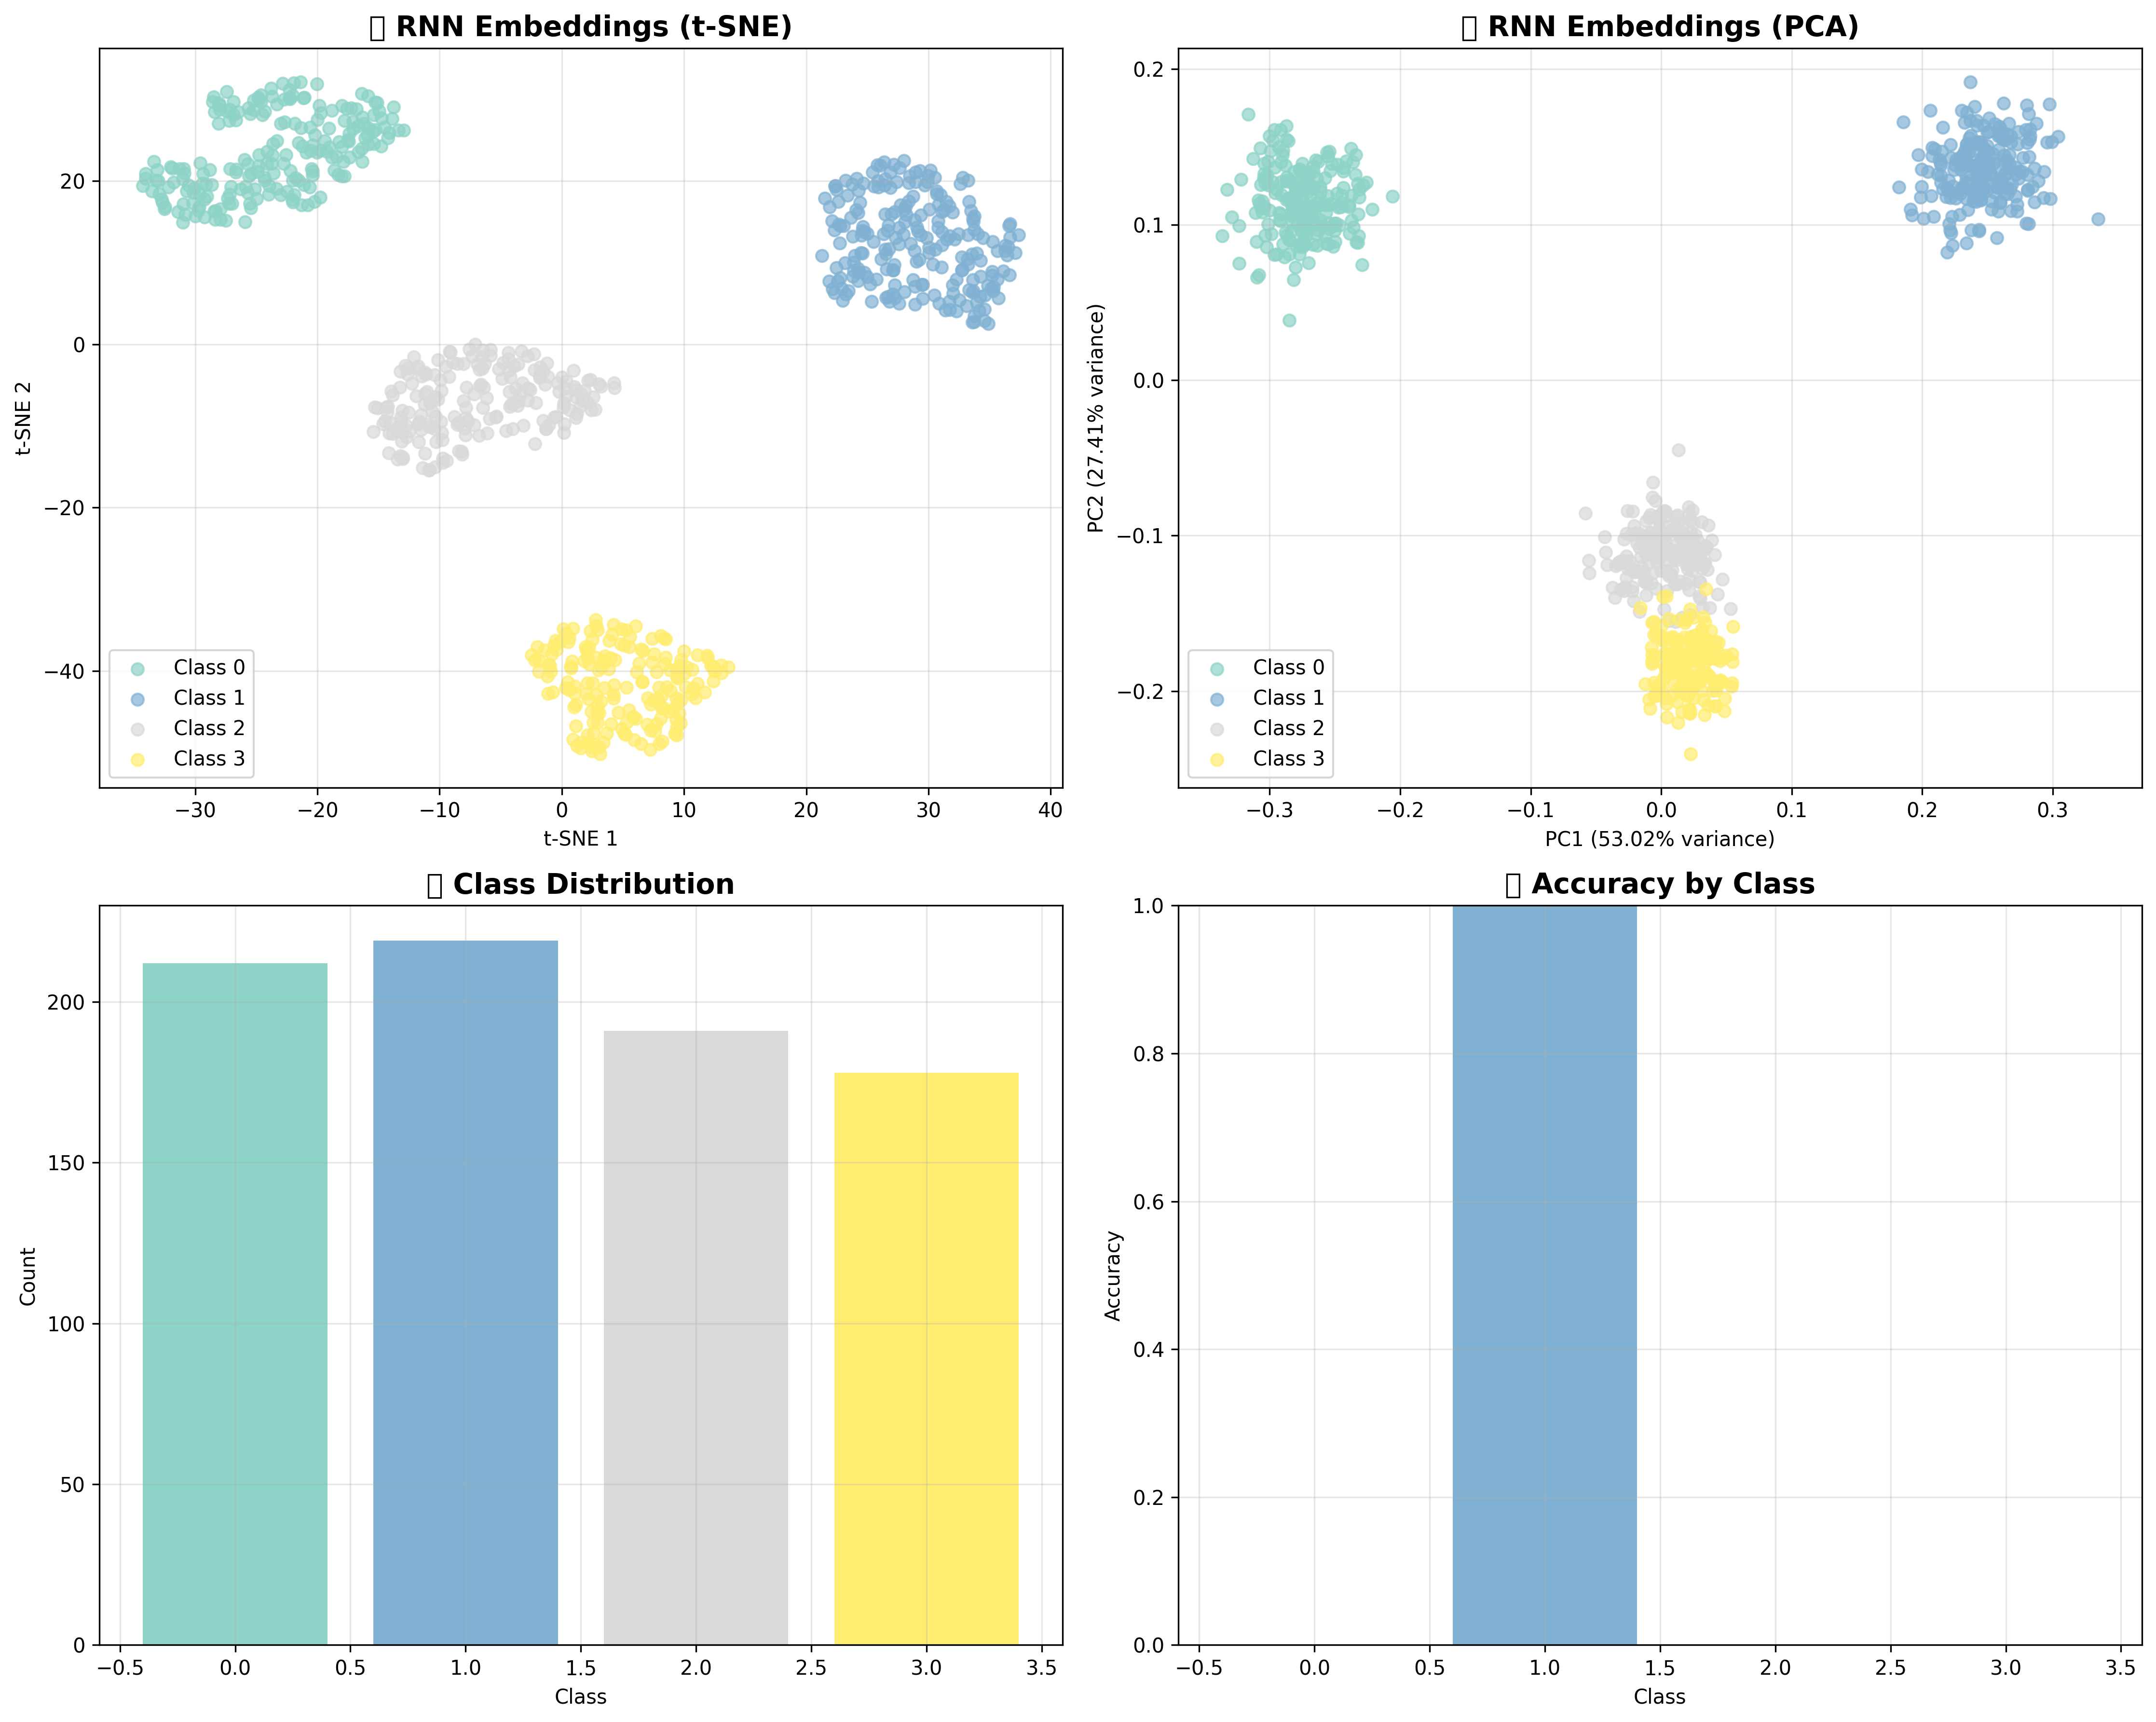 RNN Embeddings (t-SNE)
t-SNE 2
20
0
−20
−40
Class 0
Class 1
Class 2
Class 3
−30
−20
−10
0
10
20
30
40
t-SNE 1
RNN Embeddings (PCA)
PC2 (27.41% variance)
0.2
0.1
0.0
−0.1
−0.2
Class 0
Class 1
Class 2
Class 3
−0.3
−0.2
−0.1
0.0
0.1
0.2
0.3
PC1 (53.02% variance)
Class Distribution
Count
200
150
100
50
0
−0.5
0.0
0.5
1.0
1.5
2.0
2.5
3.0
3.5
Class
Accuracy by Class
Accuracy
1.0
0.8
0.6
0.4
0.2
0.0
−0.5
0.0
0.5
1.0
1.5
2.0
2.5
3.0
3.5
Class